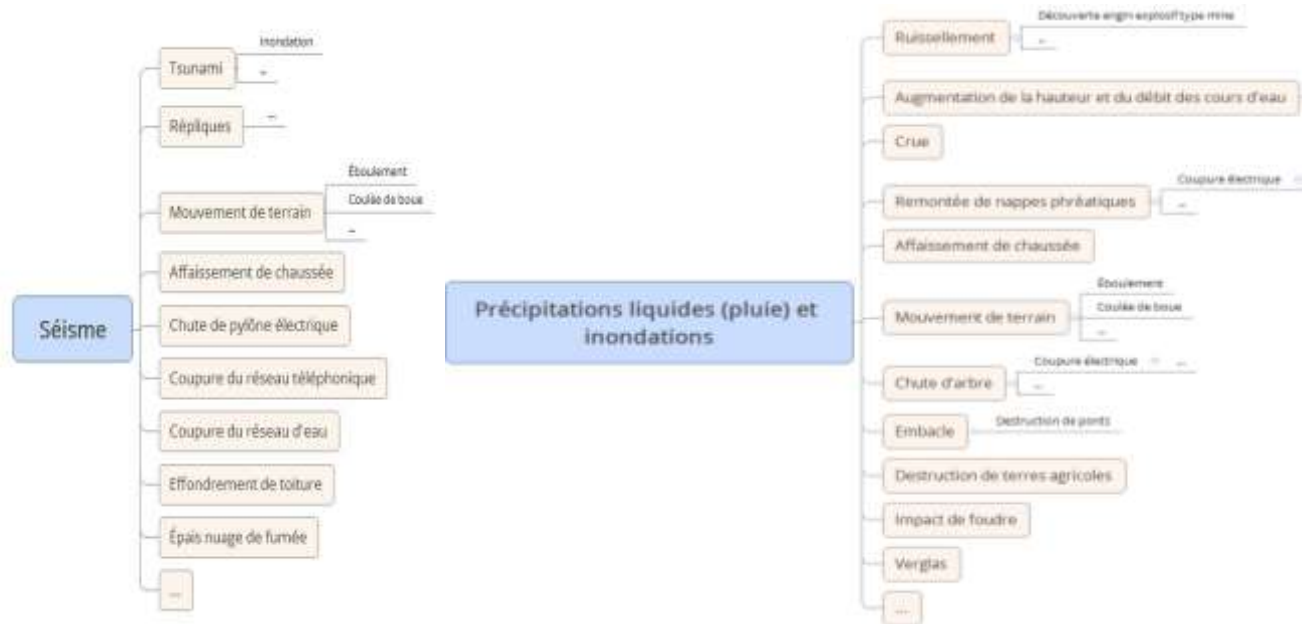 Séisme
Tsunami
Inondation
...
Répliques
...
Mouvement de terrain
Éboulement
Coulée de boue
...
Affaissement de chaussée
Chute de pylône électrique
Coupure du réseau téléphonique
Coupure du réseau d'eau
Effondrement de toiture
Épais nuage de fumée
...
Précipitations liquides (pluie) et
inondations
Ruissellement
Découverte engin explosif type mine
...
Augmentation de la hauteur et du débit des cours d'eau
Crue
Remontée de nappes phréatiques
Coupure électrique
...
Affaissement de chaussée
Mouvement de terrain
Éboulement
Coulée de boue
...
Chute d'arbre
Coupure électrique
...
...
Embacle
Destruction de ponts
Destruction de terres agricoles
Impact de foudre
Verglas
...